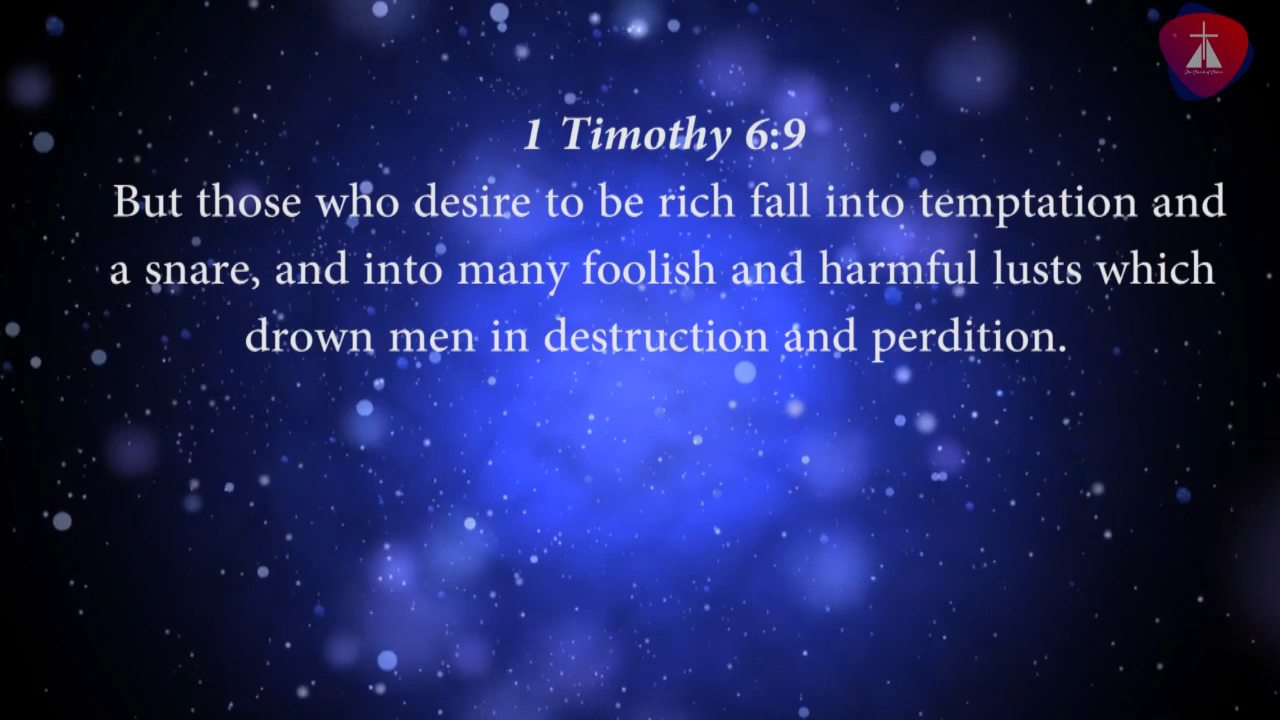 1 Timothy 6:9
But those who desire to be rich fall into temptation and
a snare, and into many foolish and harmful lusts which
drown men in destruction and perdition.